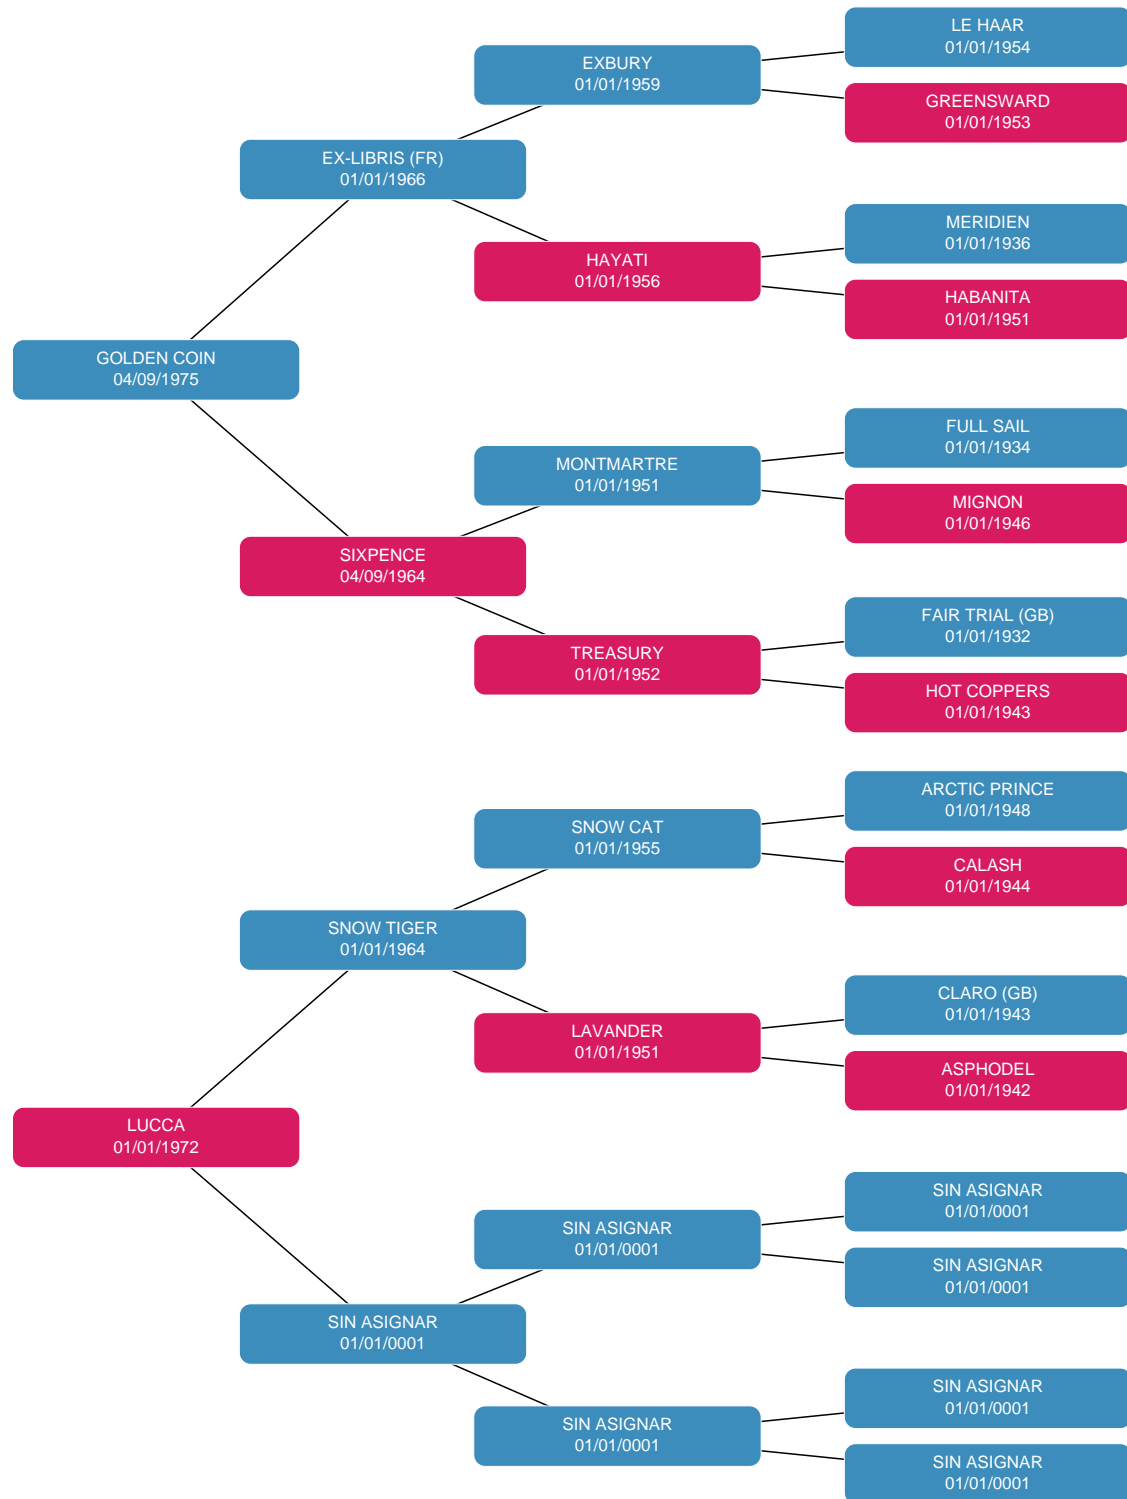 LE HAAR
01/01/1954
EXBURY
01/01/1959
GREENSWARD
01/01/1953
EX-LIBRIS (FR)
01/01/1966
MERIDIEN
01/01/1936
HAYATI
01/01/1956
HABANITA
01/01/1951
GOLDEN COIN
04/09/1975
FULL SAIL
01/01/1934
MONTMARTRE
01/01/1951
MIGNON
01/01/1946
SIXPENCE
04/09/1964
FAIR TRIAL (GB)
01/01/1932
TREASURY
01/01/1952
HOT COPPERS
01/01/1943
ARCTIC PRINCE
01/01/1948
SNOW CAT
01/01/1955
CALASH
01/01/1944
SNOW TIGER
01/01/1964
CLARO (GB)
01/01/1943
LAVANDER
01/01/1951
ASPHODEL
01/01/1942
LUCCA
01/01/1972
SIN ASIGNAR
01/01/0001
SIN ASIGNAR
01/01/0001
SIN ASIGNAR
01/01/0001
SIN ASIGNAR
01/01/0001
SIN ASIGNAR
01/01/0001
SIN ASIGNAR
01/01/0001
SIN ASIGNAR
01/01/0001